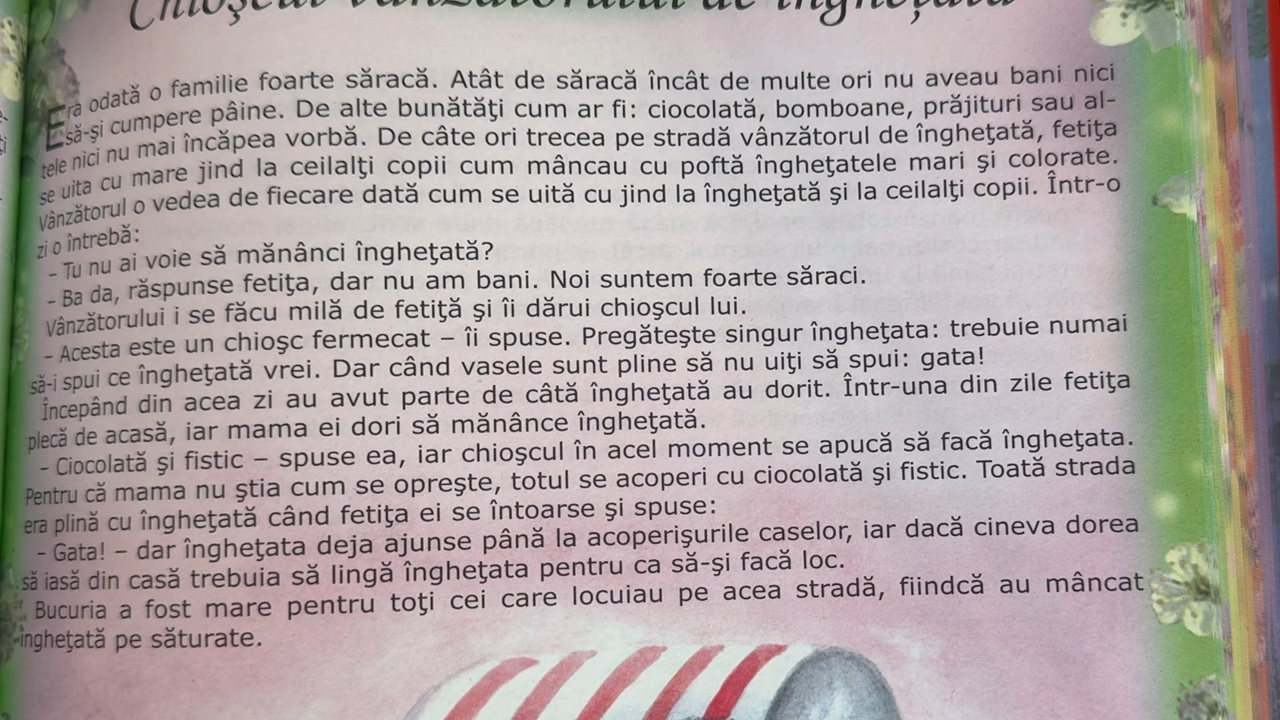 Chioşcul vânzătorului de îngheţată
Era odată o familie foarte săracă. Atât de săracă încât de multe ori nu aveau bani nici
să-şi cumpere pâine. De alte bunătăţi cum ar fi: ciocolată, bomboane, prăjituri sau al-
tele nici nu mai încăpea vorbă. De câte ori trecea pe stradă vânzătorul de îngheţată, fetiţa
se uita cu mare jind la ceilalţi copii cum mâncau cu poftă îngheţatele mari şi colorate.
Vânzătorul o vedea de fiecare dată cum se uită cu jind la îngheţată şi la ceilalţi copii. Într-o
zi o întrebă:
– Tu nu ai voie să mănânci îngheţată?
– Ba da, răspunse fetiţa, dar nu am bani. Noi suntem foarte săraci.
Vânzătorului i se făcu milă de fetiţă şi îi dărui chioşcul lui.
– Acesta este un chioşc fermecat – îi spuse. Pregăteşte singur îngheţata: trebuie numai
să-i spui ce îngheţată vrei. Dar când vasele sunt pline să nu uiţi să spui: gata!
Începând din acea zi au avut parte de câtă îngheţată au dorit. Într-una din zile fetiţa
plecă de acasă, iar mama ei dori să mănânce îngheţată.
– Ciocolată şi fistic – spuse ea, iar chioşcul în acel moment se apucă să facă îngheţata.
Pentru că mama nu ştia cum se opreşte, totul se acoperi cu ciocolată şi fistic. Toată strada
era plină cu îngheţată când fetiţa ei se întoarse şi spuse:
– Gata! – dar îngheţata deja ajunse până la acoperişurile caselor, iar dacă cineva dorea
să iasă din casă trebuia să lingă îngheţata pentru ca să-şi facă loc.
Bucuria a fost mare pentru toţi cei care locuiau pe acea stradă, fiindcă au mâncat
îngheţată pe săturate.